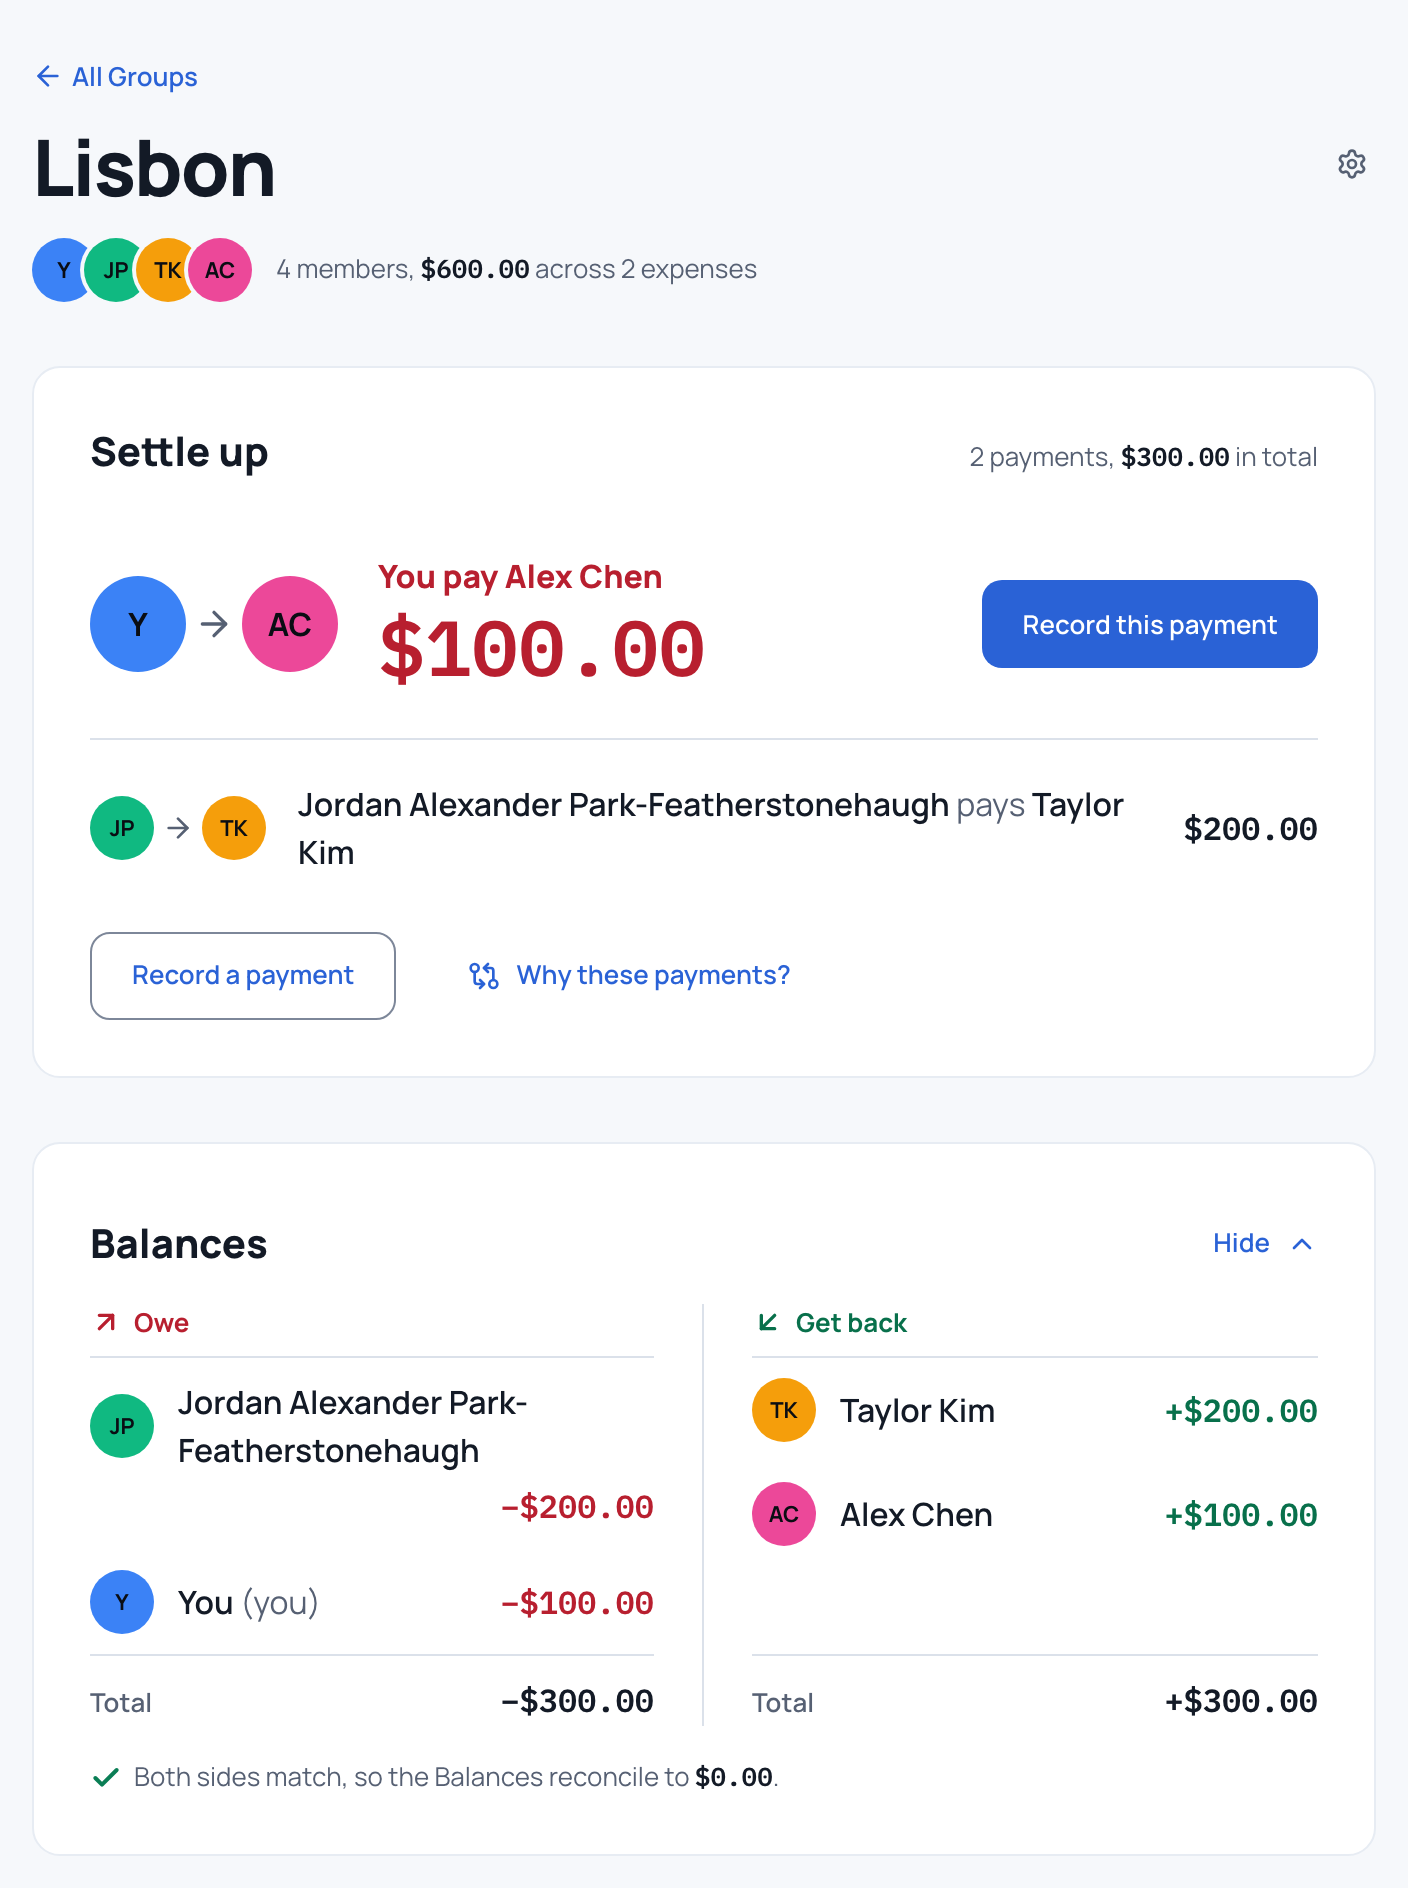 All Groups
Lisbon
Y JP TK AC 4 members, $600.00 across 2 expenses
Settle up
2 payments, $300.00 in total
Y AC
You pay Alex Chen
$100.00
Record this payment
JP TK
Jordan Alexander Park-Featherstonehaugh pays Taylor
Kim
$200.00
Record a payment
Why these payments?
Balances
Hide
Owe
JP
Jordan Alexander Park-
Featherstonehaugh
−$200.00
Y You (you) −$100.00
Total −$300.00
Get back
TK Taylor Kim +$200.00
AC Alex Chen +$100.00
Total +$300.00
Both sides match, so the Balances reconcile to $0.00.